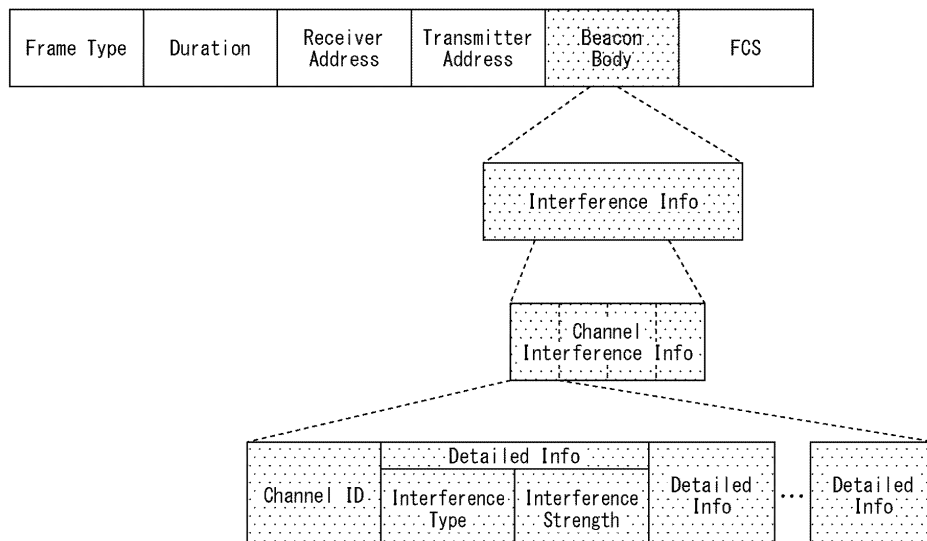 Frame Type
Duration
Receiver
Address
Transmitter
Address
Beacon
Body
FCS
Interference Info
Channel
Interference Info
Channel ID
Detailed Info
Interference
Type
Interference
Strength
Detailed
Info
...
Detailed
Info